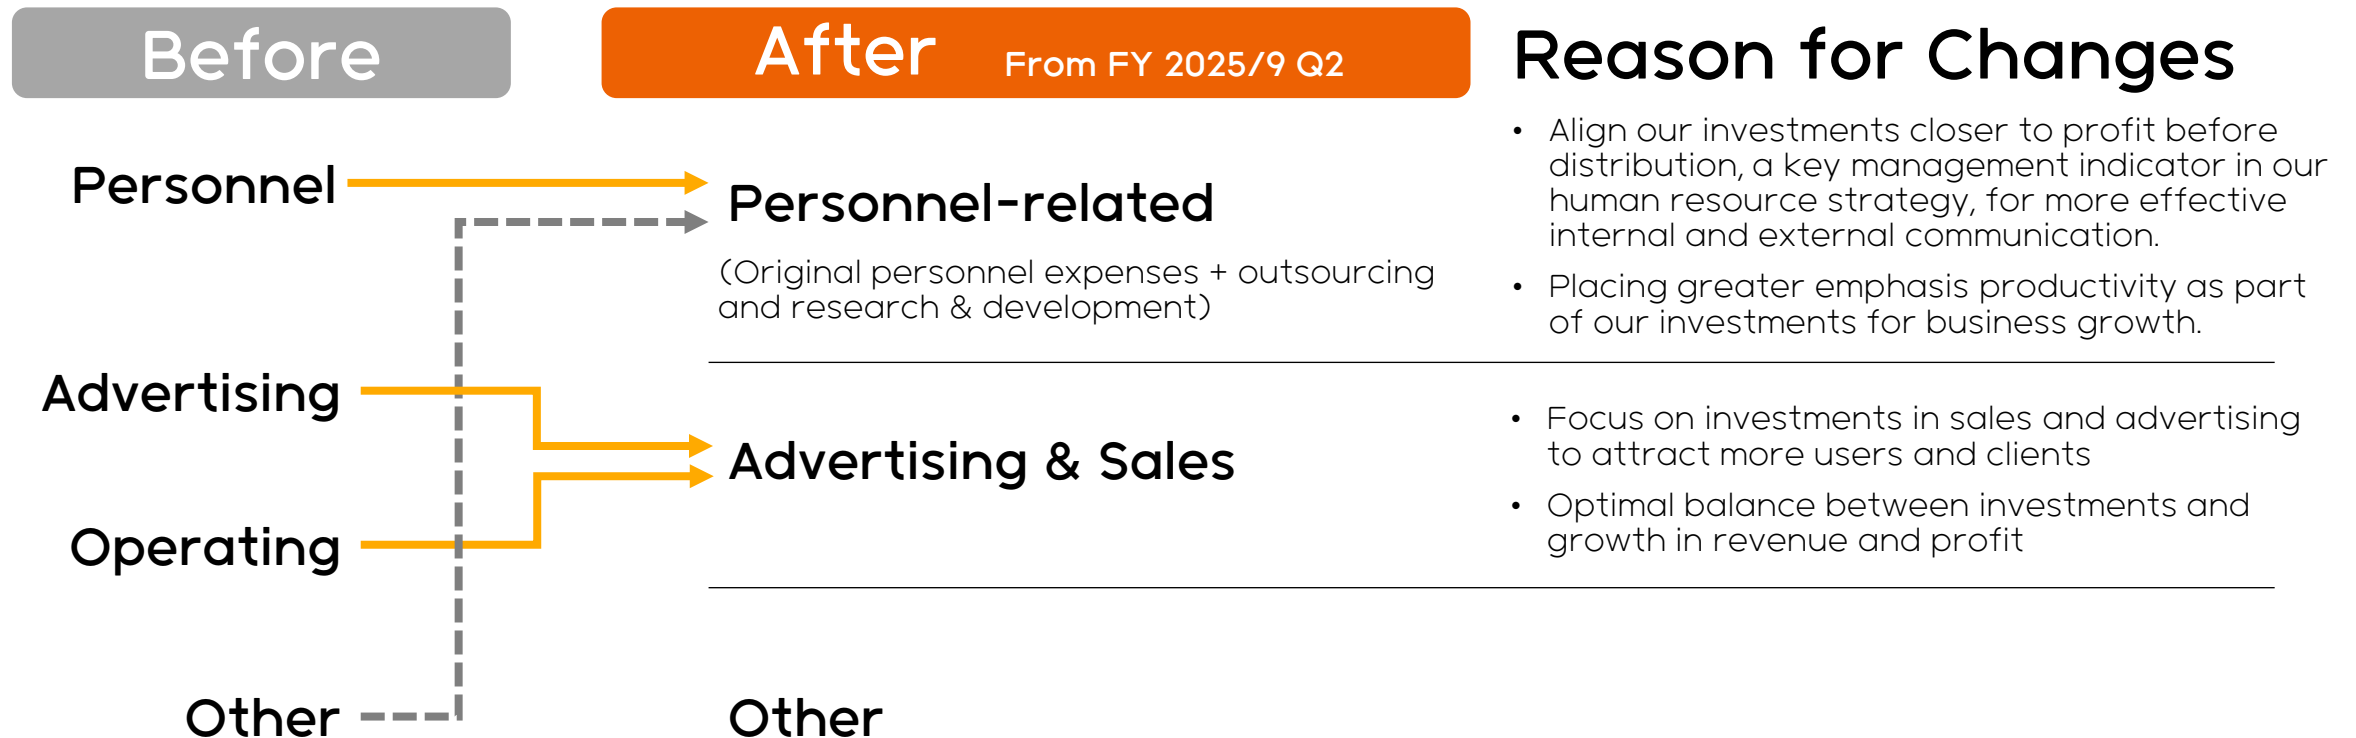 Before
After From FY 2025/9 Q2
Reason for Changes
Personnel
Personnel-related
(Original personnel expenses + outsourcing
and research & development)
• Align our investments closer to profit before
distribution, a key management indicator in our
human resource strategy, for more effective
internal and external communication.
• Placing greater emphasis productivity as part
of our investments for business growth.
Advertising
Operating
Advertising & Sales
• Focus on investments in sales and advertising
to attract more users and clients
• Optimal balance between investments and
growth in revenue and profit
Other
Other